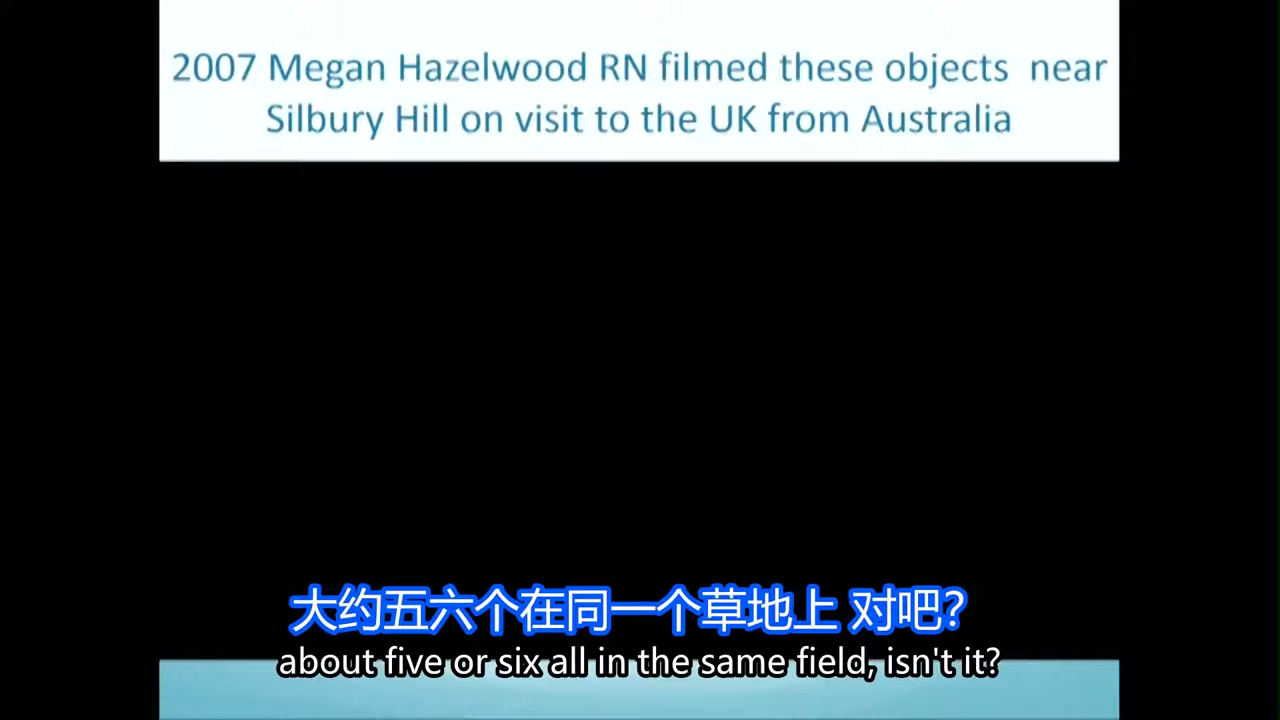 2007 Megan Hazelwood RN filmed these objects near
Silbury Hill on visit to the UK from Australia
大约五六个在同一个草地上 对吧？
about five or six all in the same field, isn't it?